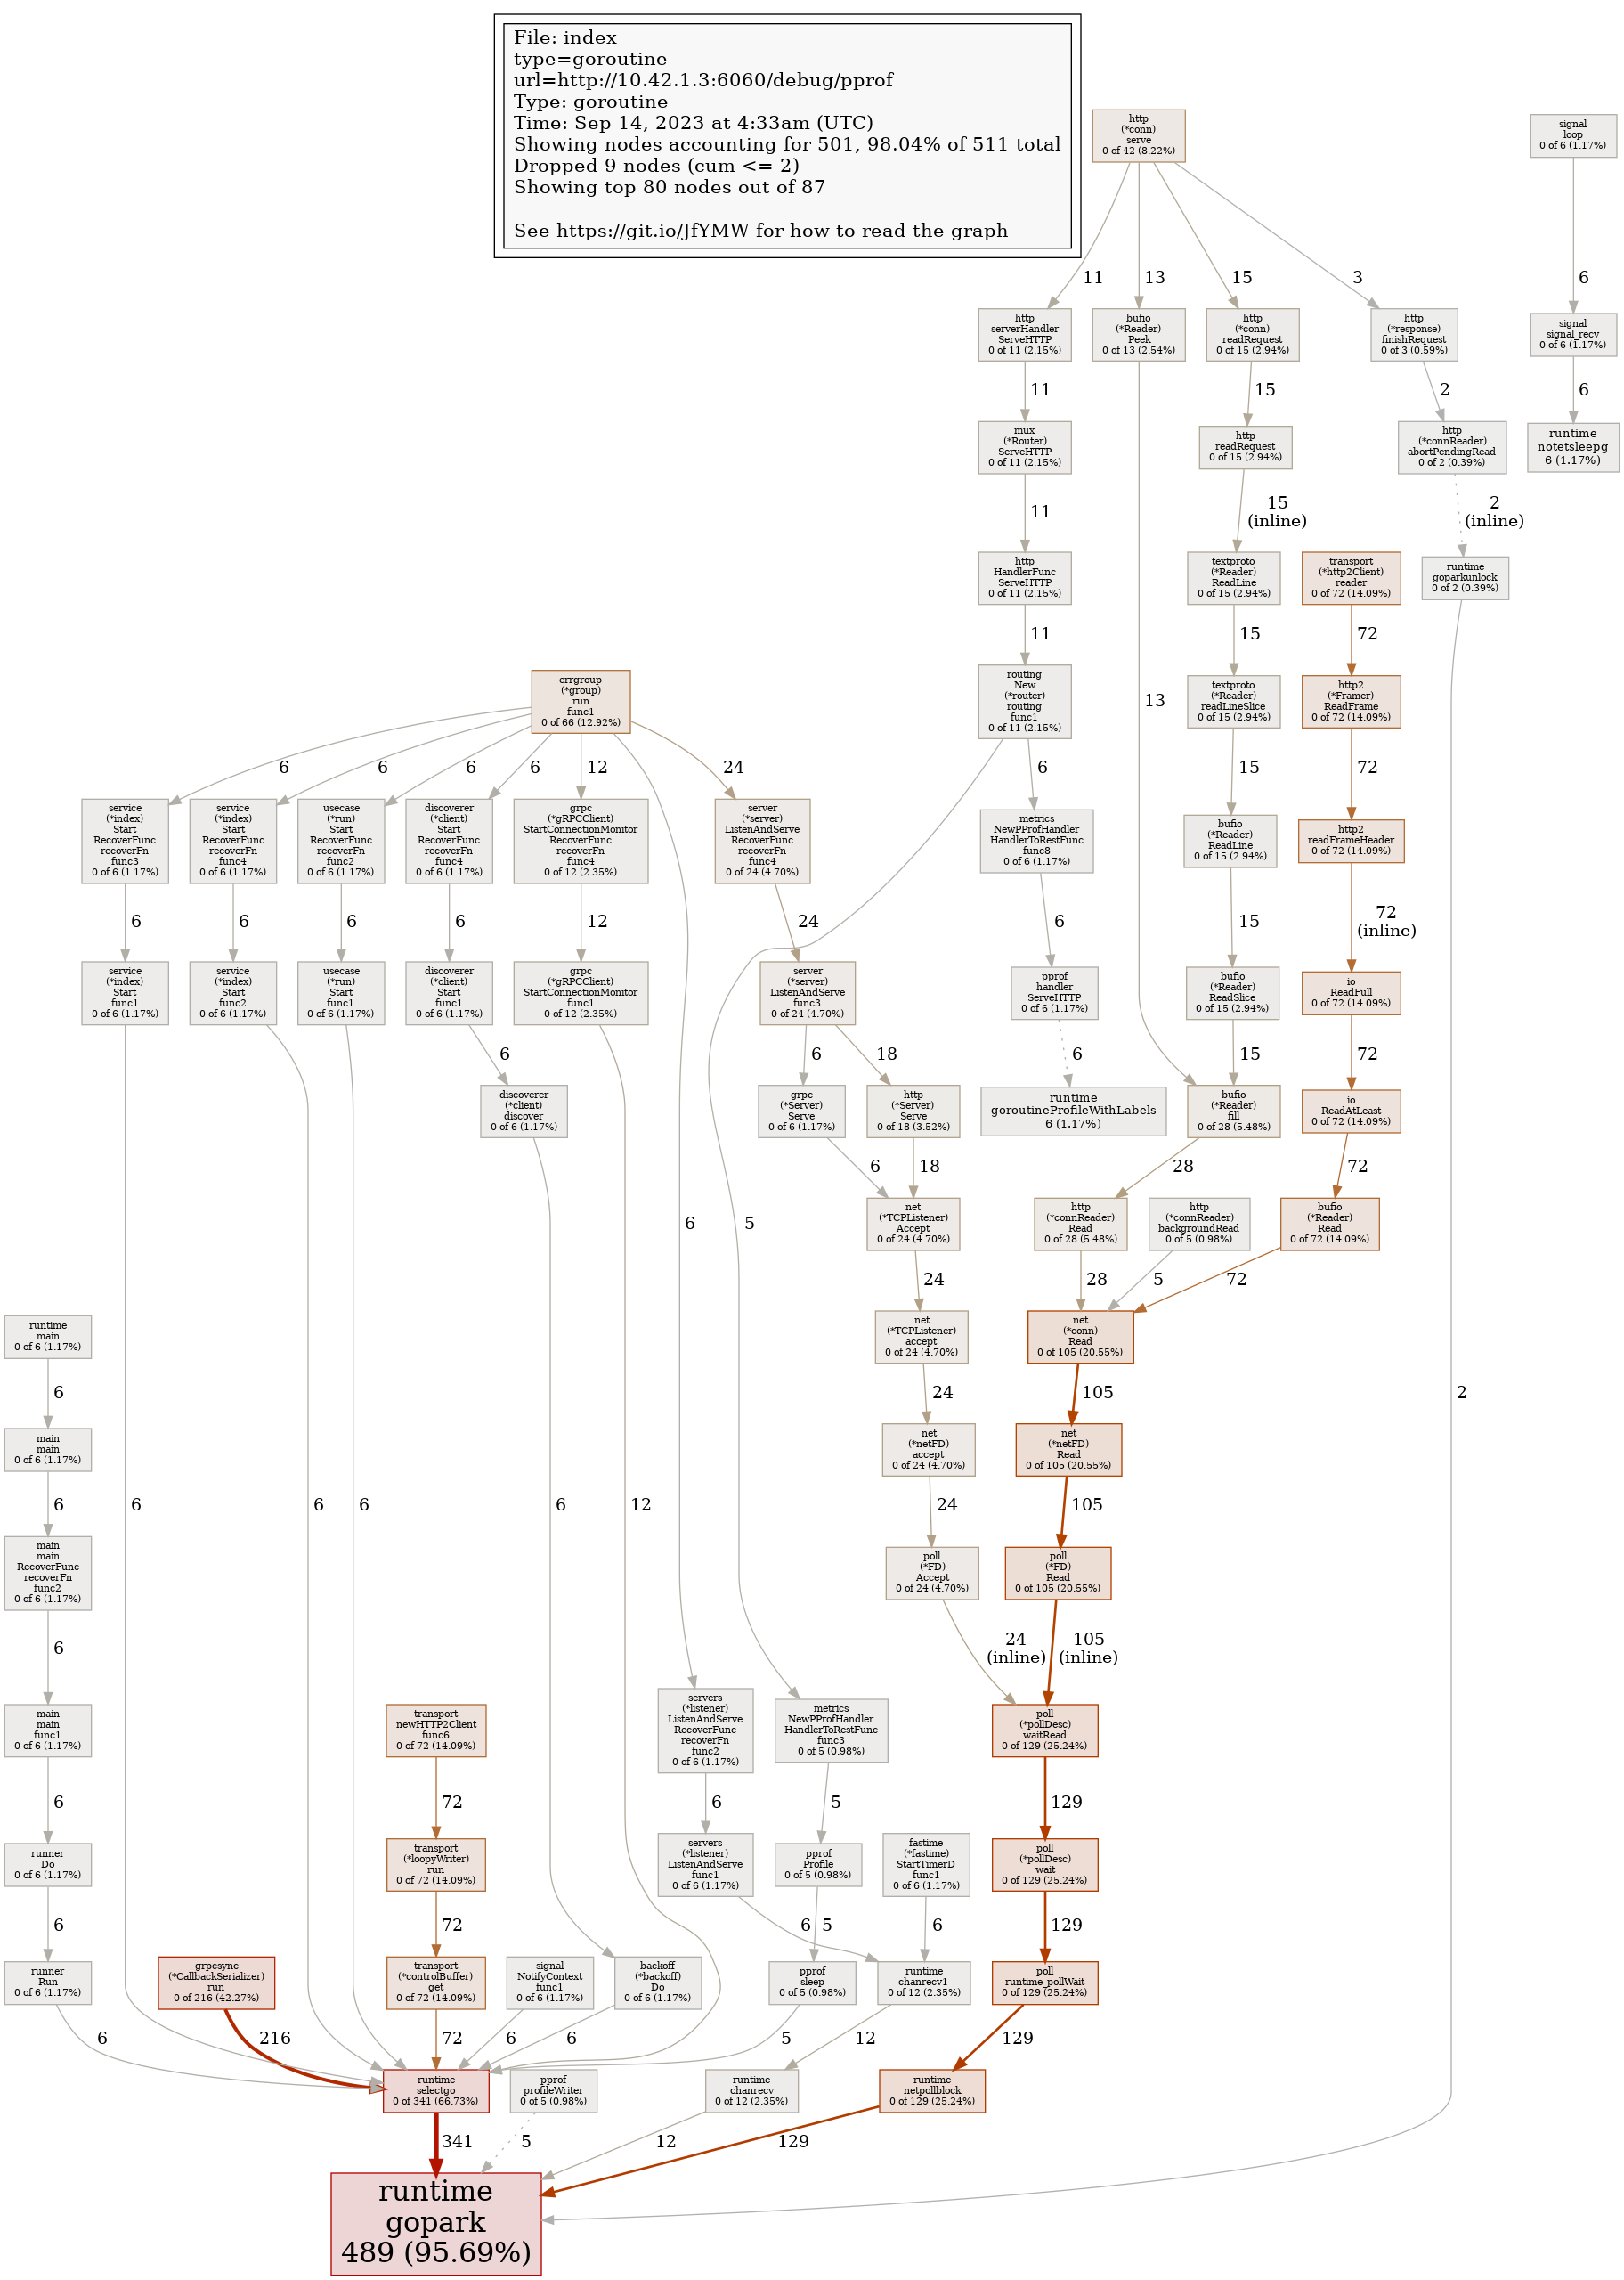 File: index
type=goroutine
url=http://10.42.1.3:6060/debug/pprof
Type: goroutine
Time: Sep 14, 2023 at 4:33am (UTC)
Showing nodes accounting for 501, 98.04% of 511 total
Dropped 9 nodes (cum <= 2)
Showing top 80 nodes out of 87
See https://git.io/JfYMW for how to read the graph
http
(*conn)
serve
0 of 42 (8.22%)
signal
loop
0 of 6 (1.17%)
11
13
15
3
6
http
serverHandler
ServeHTTP
0 of 11 (2.15%)
bufio
(*Reader)
Peek
0 of 13 (2.54%)
http
(*conn)
readRequest
0 of 15 (2.94%)
http
(*response)
finishRequest
0 of 3 (0.59%)
signal
signal_recv
0 of 6 (1.17%)
11
15
2
6
mux
(*Router)
ServeHTTP
0 of 11 (2.15%)
http
readRequest
0 of 15 (2.94%)
http
(*connReader)
abortPendingRead
0 of 2 (0.39%)
runtime
notetsleepg
6 (1.17%)
11
15
(inline)
2
(inline)
http
HandlerFunc
ServeHTTP
0 of 11 (2.15%)
textproto
(*Reader)
ReadLine
0 of 15 (2.94%)
transport
(*http2Client)
reader
0 of 72 (14.09%)
runtime
goparkunlock
0 of 2 (0.39%)
11
15
72
errgroup
(*group)
run
func1
0 of 66 (12.92%)
routing
New
(*router)
routing
func1
0 of 11 (2.15%)
13
textproto
(*Reader)
readLineSlice
0 of 15 (2.94%)
http2
(*Framer)
ReadFrame
0 of 72 (14.09%)
6
6
6
6
12
24
6
15
72
service
(*index)
Start
RecoverFunc
recoverFn
func3
0 of 6 (1.17%)
service
(*index)
Start
RecoverFunc
recoverFn
func4
0 of 6 (1.17%)
usecase
(*run)
Start
RecoverFunc
recoverFn
func2
0 of 6 (1.17%)
discoverer
(*client)
Start
RecoverFunc
recoverFn
func4
0 of 6 (1.17%)
grpc
(*gRPCClient)
StartConnectionMonitor
RecoverFunc
recoverFn
func4
0 of 12 (2.35%)
server
(*server)
ListenAndServe
RecoverFunc
recoverFn
func4
0 of 24 (4.70%)
metrics
NewPProfHandler
HandlerToRestFunc
func8
0 of 6 (1.17%)
bufio
(*Reader)
ReadLine
0 of 15 (2.94%)
http2
readFrameHeader
0 of 72 (14.09%)
6
6
6
6
12
24
6
15
72
(inline)
service
(*index)
Start
func1
0 of 6 (1.17%)
service
(*index)
Start
func2
0 of 6 (1.17%)
usecase
(*run)
Start
func1
0 of 6 (1.17%)
discoverer
(*client)
Start
func1
0 of 6 (1.17%)
grpc
(*gRPCClient)
StartConnectionMonitor
func1
0 of 12 (2.35%)
server
(*server)
ListenAndServe
func3
0 of 24 (4.70%)
pprof
handler
ServeHTTP
0 of 6 (1.17%)
bufio
(*Reader)
ReadSlice
0 of 15 (2.94%)
io
ReadFull
0 of 72 (14.09%)
6
6
18
6
15
72
discoverer
(*client)
discover
0 of 6 (1.17%)
grpc
(*Server)
Serve
0 of 6 (1.17%)
http
(*Server)
Serve
0 of 18 (3.52%)
runtime
goroutineProfileWithLabels
6 (1.17%)
bufio
(*Reader)
fill
0 of 28 (5.48%)
io
ReadAtLeast
0 of 72 (14.09%)
6
18
28
72
6
5
net
(*TCPListener)
Accept
0 of 24 (4.70%)
http
(*connReader)
Read
0 of 28 (5.48%)
http
(*connReader)
backgroundRead
0 of 5 (0.98%)
bufio
(*Reader)
Read
0 of 72 (14.09%)
24
28
5
72
runtime
main
0 of 6 (1.17%)
net
(*TCPListener)
accept
0 of 24 (4.70%)
net
(*conn)
Read
0 of 105 (20.55%)
6
24
105
2
main
main
0 of 6 (1.17%)
net
(*netFD)
accept
0 of 24 (4.70%)
net
(*netFD)
Read
0 of 105 (20.55%)
6
6
6
6
6
12
24
105
main
main
RecoverFunc
recoverFn
func2
0 of 6 (1.17%)
poll
(*FD)
Accept
0 of 24 (4.70%)
poll
(*FD)
Read
0 of 105 (20.55%)
6
24
(inline)
105
(inline)
main
main
func1
0 of 6 (1.17%)
transport
newHTTP2Client
func6
0 of 72 (14.09%)
servers
(*listener)
ListenAndServe
RecoverFunc
recoverFn
func2
0 of 6 (1.17%)
metrics
NewPProfHandler
HandlerToRestFunc
func3
0 of 5 (0.98%)
poll
(*pollDesc)
waitRead
0 of 129 (25.24%)
6
72
6
5
129
runner
Do
0 of 6 (1.17%)
transport
(*loopyWriter)
run
0 of 72 (14.09%)
servers
(*listener)
ListenAndServe
func1
0 of 6 (1.17%)
pprof
Profile
0 of 5 (0.98%)
fastime
(*fastime)
StartTimerD
func1
0 of 6 (1.17%)
poll
(*pollDesc)
wait
0 of 129 (25.24%)
6
72
6
5
6
129
runner
Run
0 of 6 (1.17%)
grpcsync
(*CallbackSerializer)
run
0 of 216 (42.27%)
transport
(*controlBuffer)
get
0 of 72 (14.09%)
signal
NotifyContext
func1
0 of 6 (1.17%)
backoff
(*backoff)
Do
0 of 6 (1.17%)
pprof
sleep
0 of 5 (0.98%)
runtime
chanrecv1
0 of 12 (2.35%)
poll
runtime_pollWait
0 of 129 (25.24%)
6
216
72
6
6
5
12
129
runtime
selectgo
0 of 341 (66.73%)
pprof
profileWriter
0 of 5 (0.98%)
runtime
chanrecv
0 of 12 (2.35%)
runtime
netpollblock
0 of 129 (25.24%)
341
5
12
129
runtime
gopark
489 (95.69%)